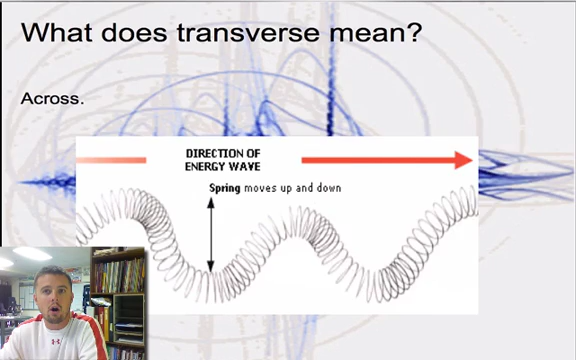 What does transverse mean?
Across.
DIRECTION OF
ENERGY WAVE
Spring moves up and down